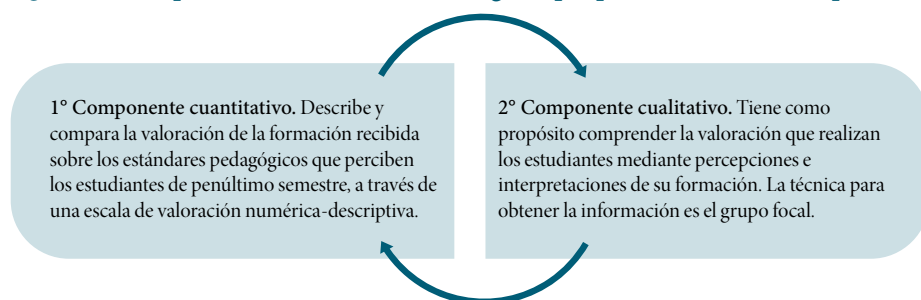 1° Componente cuantitativo. Describe y
compara la valoración de la formación recibida
sobre los estándares pedagógicos que perciben
los estudiantes de penúltimo semestre, a través de
una escala de valoración numérica-descriptiva.
2° Componente cualitativo. Tiene como
propósito comprender la valoración que realizan
los estudiantes mediante percepciones e
interpretaciones de su formación. La técnica para
obtener la información es el grupo focal.